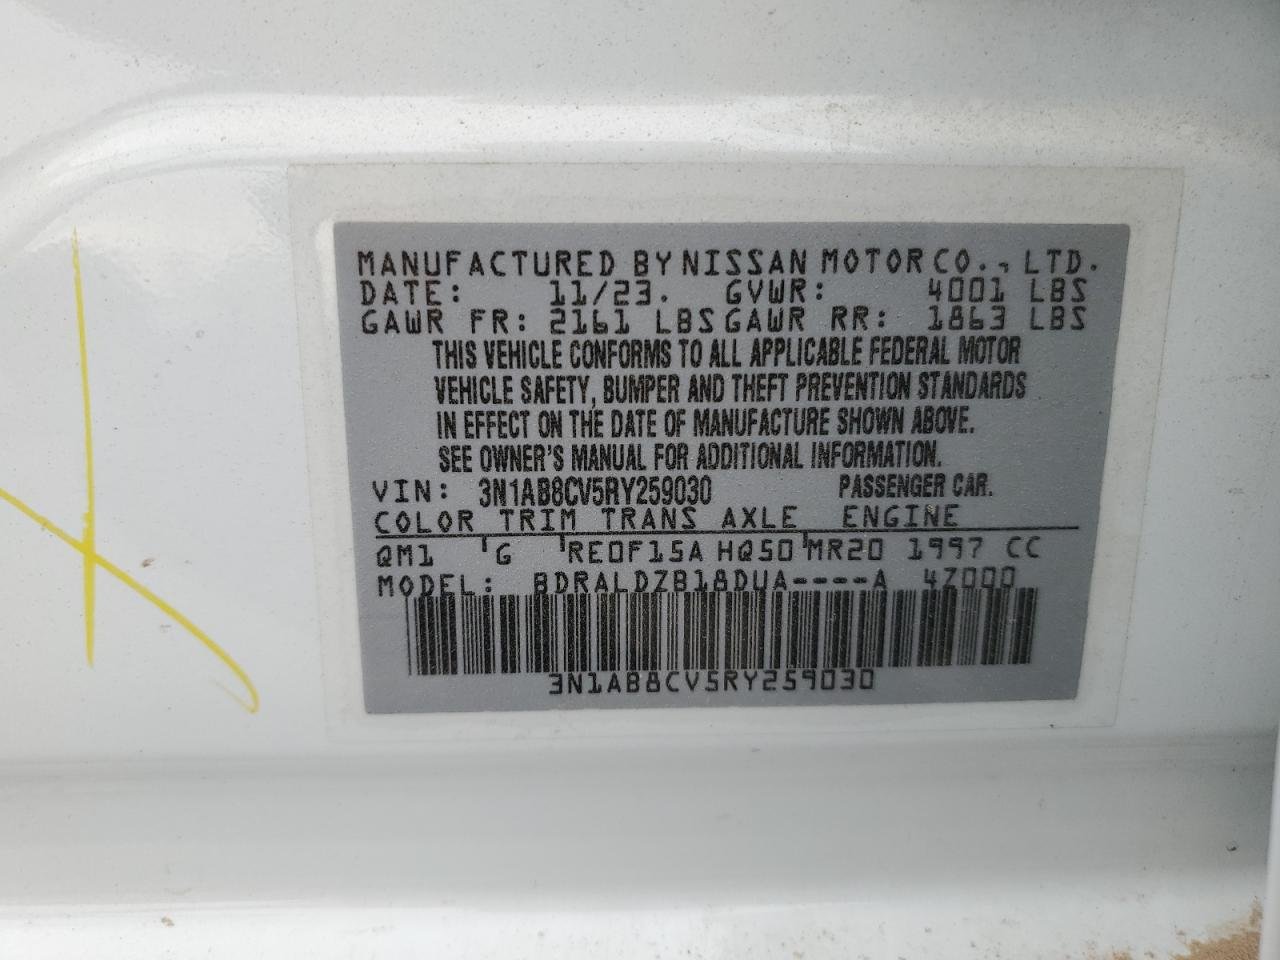 MANUFACTURED BY NISSAN MOTOR CO., LTD.
DATE: 11/23. GVWR: 4001 LBS
GAWR FR: 2161 LBS GAWR RR: 1863 LBS
THIS VEHICLE CONFORMS TO ALL APPLICABLE FEDERAL MOTOR
VEHICLE SAFETY, BUMPER AND THEFT PREVENTION STANDARDS
IN EFFECT ON THE DATE OF MANUFACTURE SHOWN ABOVE.
SEE OWNER'S MANUAL FOR ADDITIONAL INFORMATION.
VIN: 3N1AB8CV5RY259030 PASSENGER CAR.
COLOR TRIM TRANS AXLE ENGINE
QM1 G RE0F15A HQ50 MR20 1997 CC
MODEL: BDRALDZB18DUA----A 4Z000
3N1AB8CV5RY259030